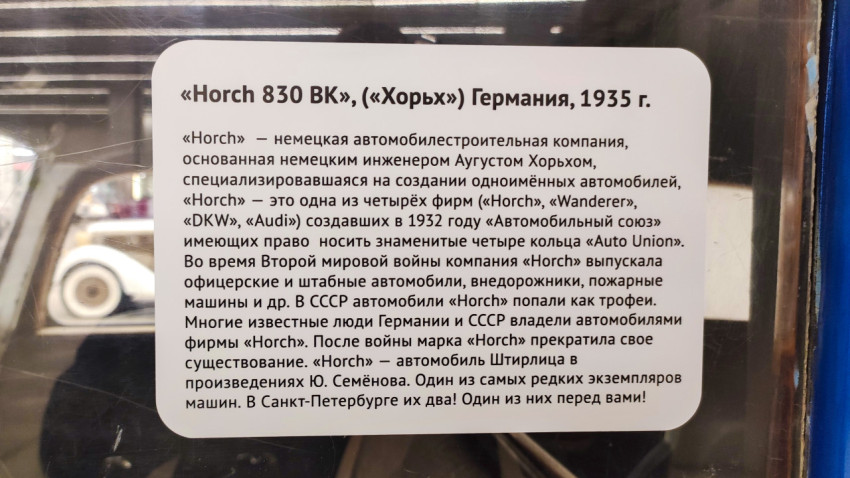 «Horch 830 BK», («Хорьх») Германия, 1935 г.
«Horch» — немецкая автомобилестроительная компания,
основанная немецким инженером Аугустом Хорьхом,
специализировавшаяся на создании одноимённых автомобилей,
«Horch» — это одна из четырёх фирм («Horch», «Wanderer»,
«DKW», «Audi») создавших в 1932 году «Автомобильный союз»
имеющих право носить знаменитые четыре кольца «Auto Union».
Во время Второй мировой войны компания «Horch» выпускала
офицерские и штабные автомобили, внедорожники, пожарные
машины и др. В СССР автомобили «Horch» попали как трофеи.
Многие известные люди Германии и СССР владели автомобилями
фирмы «Horch». После войны марка «Horch» прекратила свое
существование. «Horch» — автомобиль Штирлица в
произведениях Ю. Семёнова. Один из самых редких экземпляров
машин. В Санкт-Петербурге их два! Один из них перед вами!